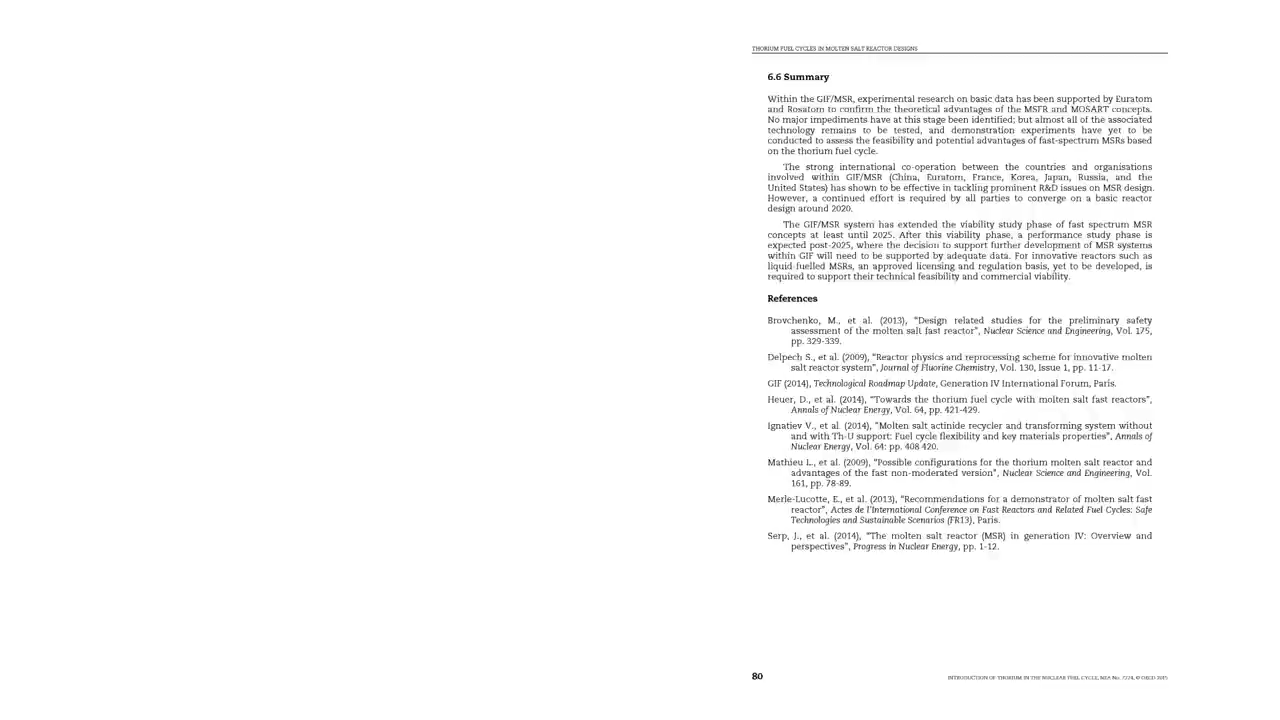 THORIUM FUEL CYCLES IN MOLTEN SALT REACTOR DESIGNS
6.6 Summary
Within the GIF/MSR, experimental research on basic data has been supported by Euratom
and Rosatom to confirm the theoretical advantages of the MSFR and MOSART concepts.
No major impediments have at this stage been identified; but almost all of the associated
technology remains to be tested, and demonstration experiments have yet to be
conducted to assess the feasibility and potential advantages of fast-spectrum MSRs based
on the thorium fuel cycle.
The strong international co-operation between the countries and organisations
involved within GIF/MSR (China, Euratom, France, Korea, Japan, Russia, and the
United States) has shown to be effective in tackling prominent R&D issues on MSR design.
However, a continued effort is required by all parties to converge on a basic reactor
design around 2020.
The GIF/MSR system has extended the viability study phase of fast spectrum MSR
concepts at least until 2025. After this viability phase, a performance study phase is
expected post-2025, where the decision to support further development of MSR systems
within GIF will need to be supported by adequate data. For innovative reactors such as
liquid fuelled MSRs, an approved licensing and regulation basis, yet to be developed, is
required to support their technical feasibility and commercial viability.
References
Brovchenko, M., et al. (2013), “Design related studies for the preliminary safety
assessment of the molten salt fast reactor”, Nuclear Science and Engineering, Vol. 175,
pp. 329-339.
Delpech S., et al. (2009), “Reactor physics and reprocessing scheme for innovative molten
salt reactor system”, Journal of Fluorine Chemistry, Vol. 130, Issue 1, pp. 11-17.
GIF (2014), Technological Roadmap Update, Generation IV International Forum, Paris.
Heuer, D., et al. (2014), “Towards the thorium fuel cycle with molten salt fast reactors”,
Annals of Nuclear Energy, Vol. 64, pp. 421-429.
Ignatiev V., et al. (2014), “Molten salt actinide recycler and transforming system without
and with Th-U support: Fuel cycle flexibility and key materials properties”, Annals of
Nuclear Energy, Vol. 64: pp. 408 420.
Mathieu L., et al. (2009), “Possible configurations for the thorium molten salt reactor and
advantages of the fast non-moderated version”, Nuclear Science and Engineering, Vol.
161, pp. 78-89.
Merle-Lucotte, E., et al. (2013), “Recommendations for a demonstrator of molten salt fast
reactor”, Actes de l’International Conference on Fast Reactors and Related Fuel Cycles: Safe
Technologies and Sustainable Scenarios (FR13), Paris.
Serp, J., et al. (2014), “The molten salt reactor (MSR) in generation IV: Overview and
perspectives”, Progress in Nuclear Energy, pp. 1-12.
80
INTRODUCTION OF THORIUM IN THE NUCLEAR FUEL CYCLE, NEA No. 7224, © OECD 2015